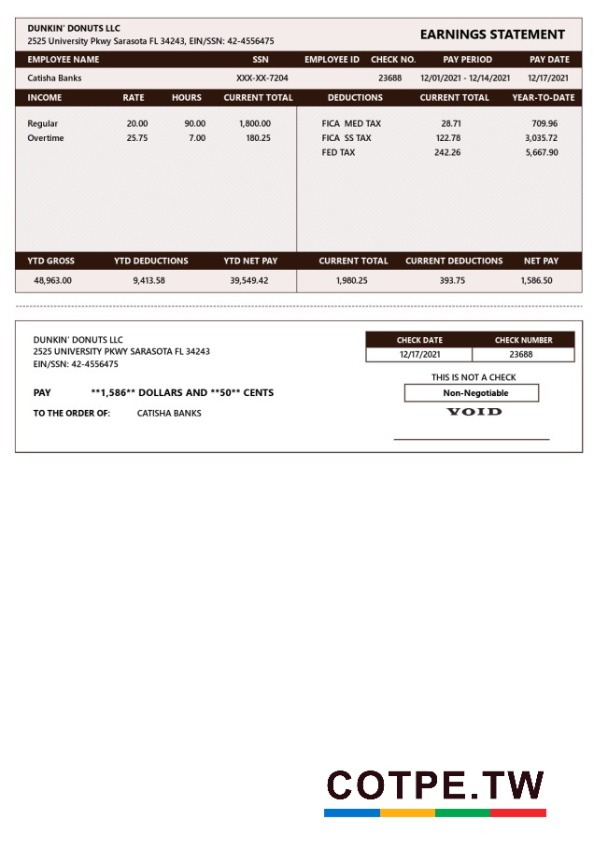 DUNKIN' DONUTS LLC
2525 University Pkwy Sarasota FL 34243, EIN/SSN: 42-4556475
EARNINGS STATEMENT
EMPLOYEE NAME SSN EMPLOYEE ID CHECK NO. PAY PERIOD PAY DATE
Catisha Banks XXX-XX-7204 23688 12/01/2021 - 12/14/2021 12/17/2021
INCOME RATE HOURS CURRENT TOTAL DEDUCTIONS CURRENT TOTAL YEAR-TO-DATE
Regular 20.00 90.00 1,800.00 FICA MED TAX 28.71 709.96
Overtime 25.75 7.00 180.25 FICA SS TAX 122.78 3,035.72
FED TAX 242.26 5,667.90
YTD GROSS YTD DEDUCTIONS YTD NET PAY CURRENT TOTAL CURRENT DEDUCTIONS NET PAY
48,963.00 9,413.58 39,549.42 1,980.25 393.75 1,586.50
DUNKIN' DONUTS LLC
2525 UNIVERSITY PKWY SARASOTA FL 34243
EIN/SSN: 42-4556475
CHECK DATE CHECK NUMBER
12/17/2021 23688
THIS IS NOT A CHECK
PAY **1,586** DOLLARS AND **50** CENTS
Non-Negotiable
TO THE ORDER OF: CATISHA BANKS
VOID
COTPE.TW